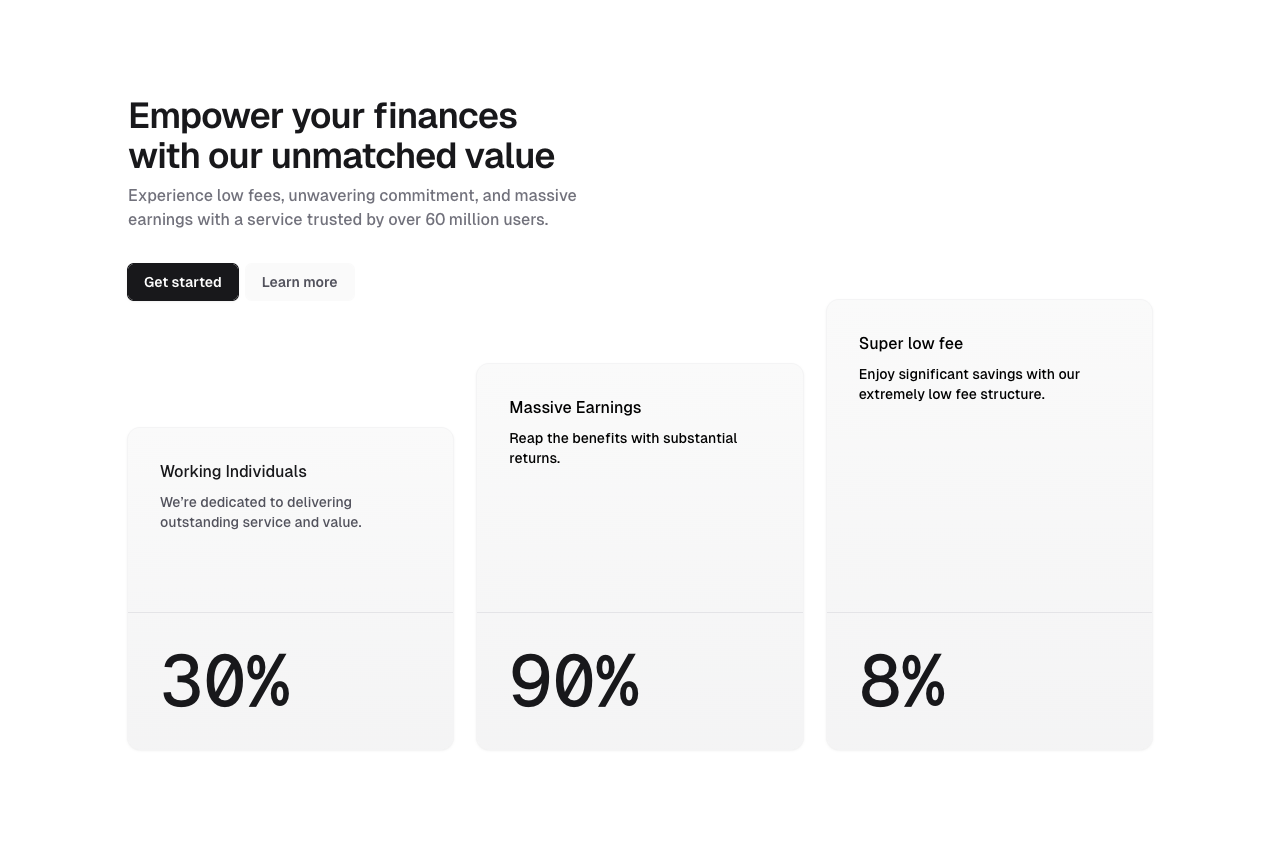 Empower your finances
with our unmatched value
Experience low fees, unwavering commitment, and massive
earnings with a service trusted by over 60 million users.
Get started
Learn more
Working Individuals
We're dedicated to delivering
outstanding service and value.
30%
Massive Earnings
Reap the benefits with substantial
returns.
90%
Super low fee
Enjoy significant savings with our
extremely low fee structure.
8%